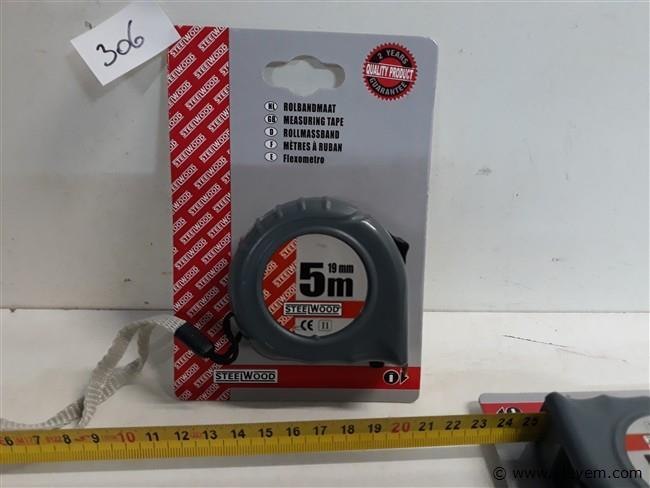 306
STEELWOOD
2 YEARS
QUALITY PRODUCT
GUARANTEE
NL ROLBANDMAAT
GB MEASURING TAPE
D ROLLMASSBAND
F MÈTRES À RUBAN
E Flexometro
19 mm
5m
STEELWOOD
CE II
STEELWOOD
6 7 8 9 10 11 12 13 14 15 16 17 18 19 20 21 22 23 24 25